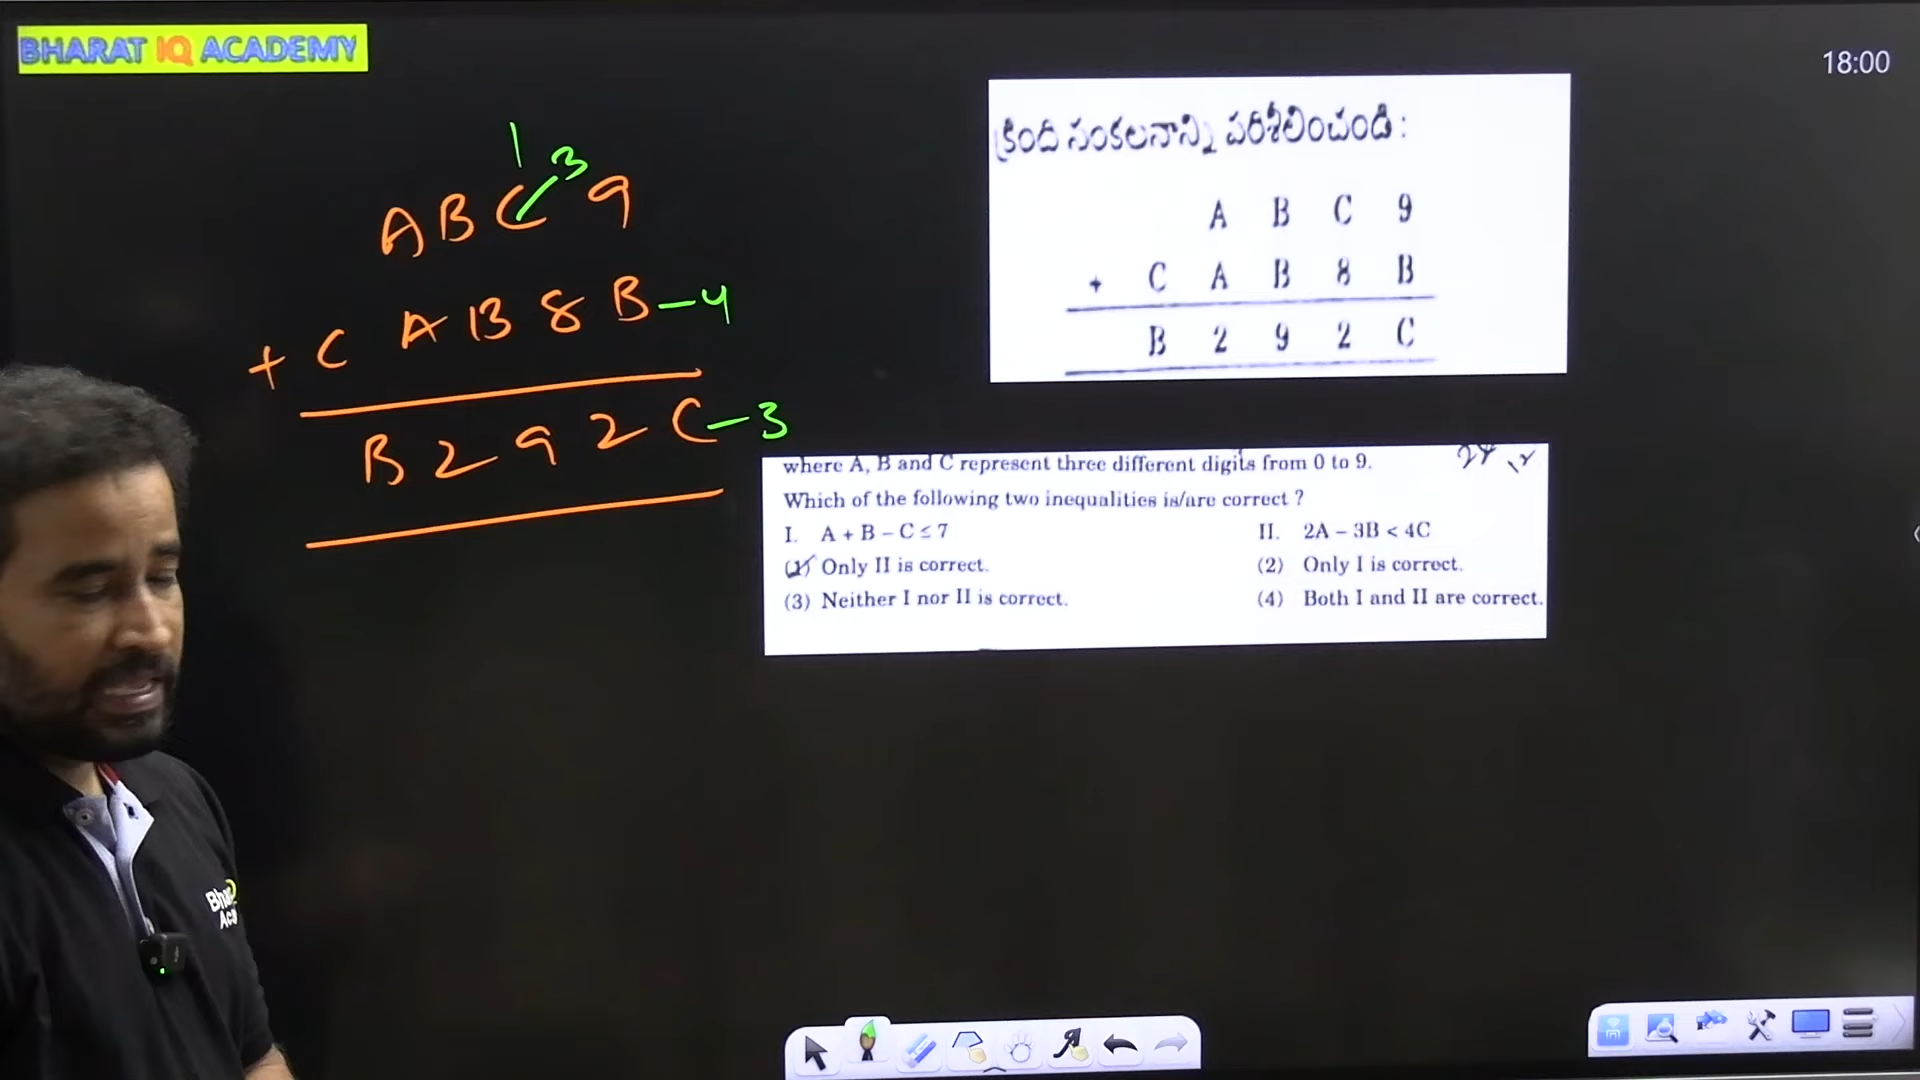 BHARAT IQ ACADEMY
18:00
1
3
A B C 9
+ C A B 8 B - 4
B 2 9 2 C - 3
క్రింది సంకలనాన్ని పరిశీలించండి :
A B C 9
+ C A B 8 B
B 2 9 2 C
where A, B and C represent three different digits from 0 to 9.
Which of the following two inequalities is/are correct ?
I. A + B – C ≤ 7 II. 2A – 3B < 4C
(1) Only II is correct. (2) Only I is correct.
(3) Neither I nor II is correct. (4) Both I and II are correct.